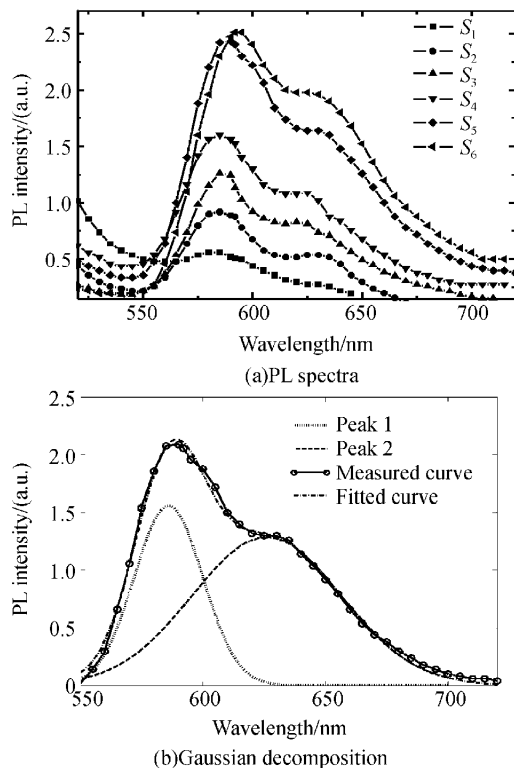 2.5
2.0
1.5
1.0
0.5
PL intensity/(a.u.)
S1
S2
S3
S4
S5
S6
550 600 650 700
Wavelength/nm
(a)PL spectra
2.5
2.0
1.5
1.0
0.5
0
PL intensity/(a.u.)
Peak 1
Peak 2
Measured curve
Fitted curve
550 600 650 700
Wavelength/nm
(b)Gaussian decomposition